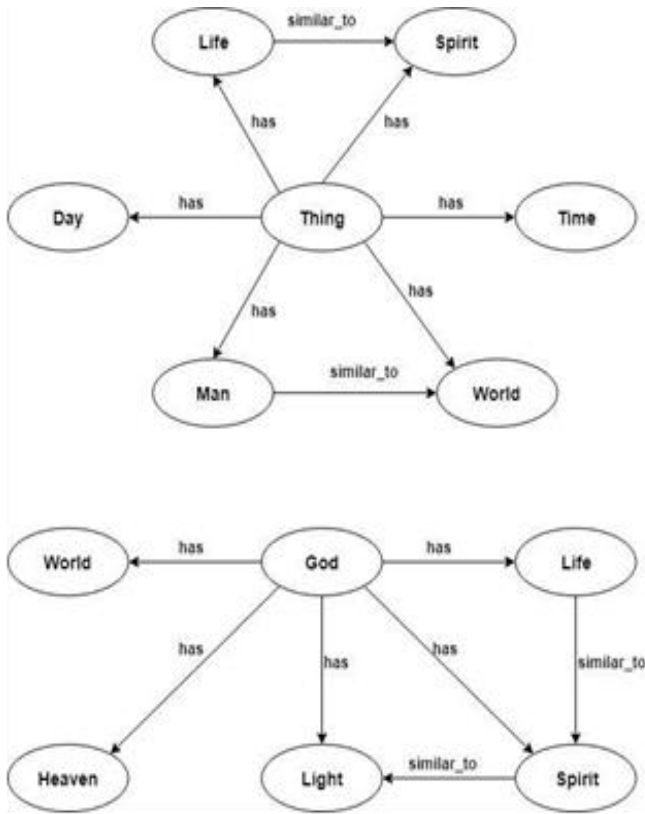 similar_to
Life Spirit
has has
has has
Day Thing Time
has has
similar_to
Man World
has has
World God Life
has has has similar_to
similar_to
Heaven Light Spirit